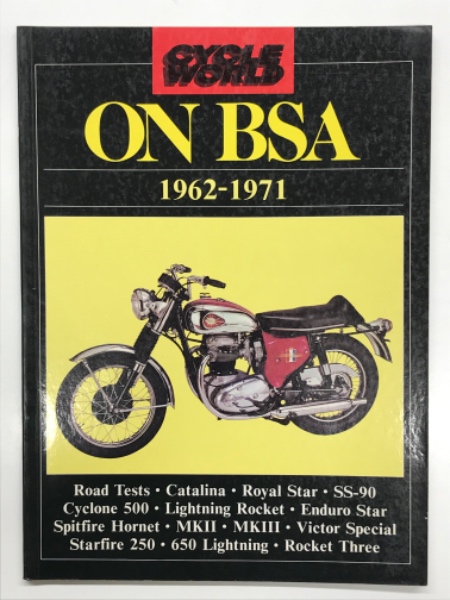 CYCLE
WORLD
ON BSA
1962-1971
Road Tests · Catalina · Royal Star · SS-90
Cyclone 500 · Lightning Rocket · Enduro Star
Spitfire Hornet · MKII · MKIII · Victor Special
Starfire 250 · 650 Lightning · Rocket Three